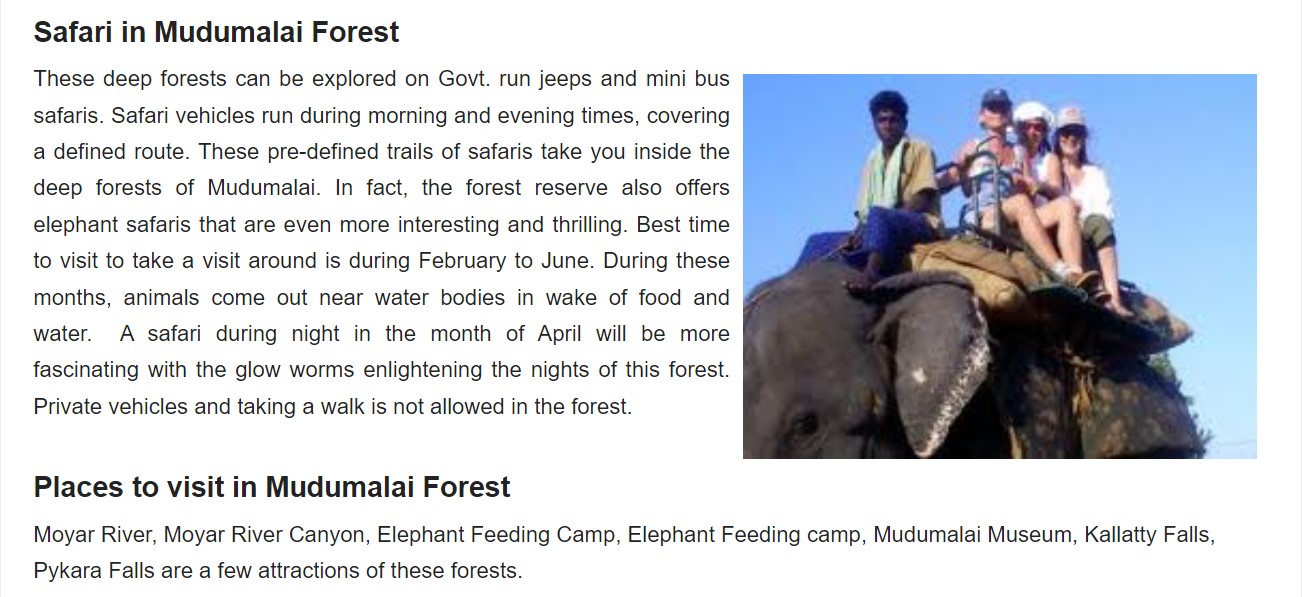 Safari in Mudumalai Forest
These deep forests can be explored on Govt. run jeeps and mini bus
safaris. Safari vehicles run during morning and evening times, covering
a defined route. These pre-defined trails of safaris take you inside the
deep forests of Mudumalai. In fact, the forest reserve also offers
elephant safaris that are even more interesting and thrilling. Best time
to visit to take a visit around is during February to June. During these
months, animals come out near water bodies in wake of food and
water.  A safari during night in the month of April will be more
fascinating with the glow worms enlightening the nights of this forest.
Private vehicles and taking a walk is not allowed in the forest.
Places to visit in Mudumalai Forest
Moyar River, Moyar River Canyon, Elephant Feeding Camp, Elephant Feeding camp, Mudumalai Museum, Kallatty Falls,
Pykara Falls are a few attractions of these forests.